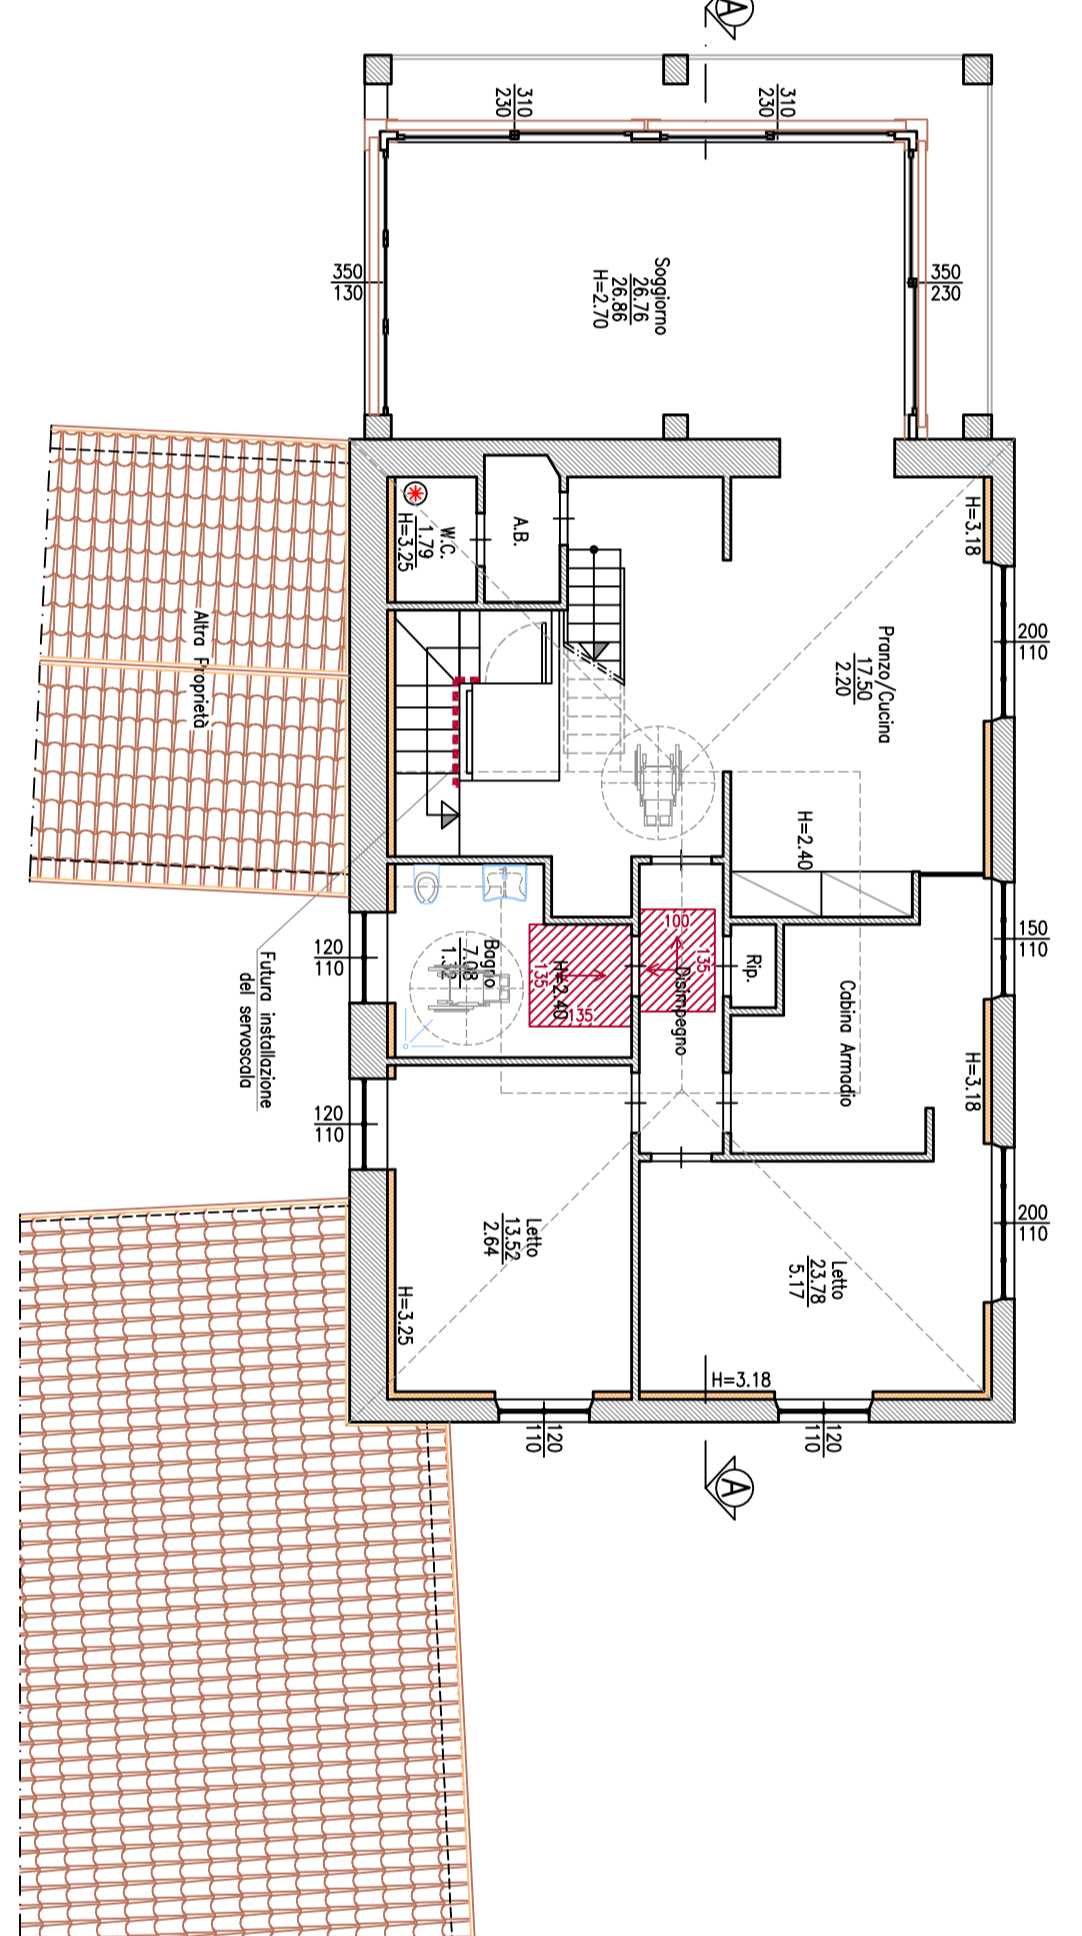 A
310
230
310
230
350
130
350
230
Soggiorno
26.76
26.86
H=2.70
H=3.18
W.C.
1.79
H=3.25
A.B.
Pranzo/Cucina
17.50
2.20
200
110
Altra Proprietà
H=2.40
150
110
120
110
Bagno
7.08
H=2.40
135
135
100
135
Disimpegno
Rip.
Cabina Armadio
H=3.18
Futura installazione
del servoscala
120
110
Letto
13.52
2.64
Letto
23.78
5.17
200
110
H=3.25
H=3.18
120
110
120
110
A